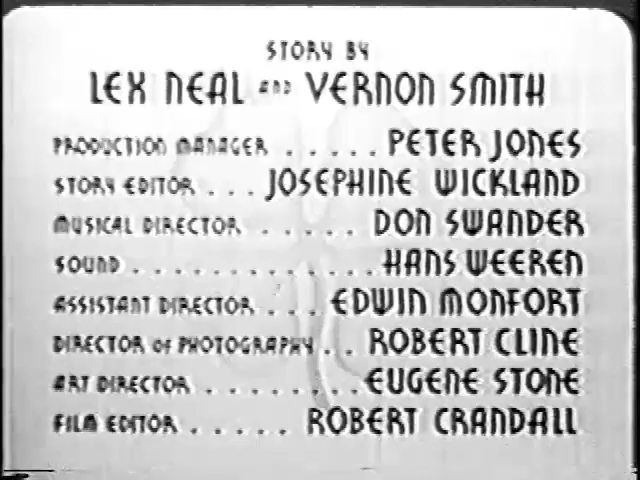 STORY BY
LEX NEAL AND VERNON SMITH
PRODUCTION MANAGER . . . . . PETER JONES
STORY EDITOR . . . JOSEPHINE WICKLAND
MUSICAL DIRECTOR . . . . . DON SWANDER
SOUND . . . . . . . . . . . . . HANS WEEREN
ASSISTANT DIRECTOR . . . EDWIN MONFORT
DIRECTOR OF PHOTOGRAPHY . . ROBERT CLINE
ART DIRECTOR . . . . . . . . EUGENE STONE
FILM EDITOR . . . . . ROBERT CRANDALL